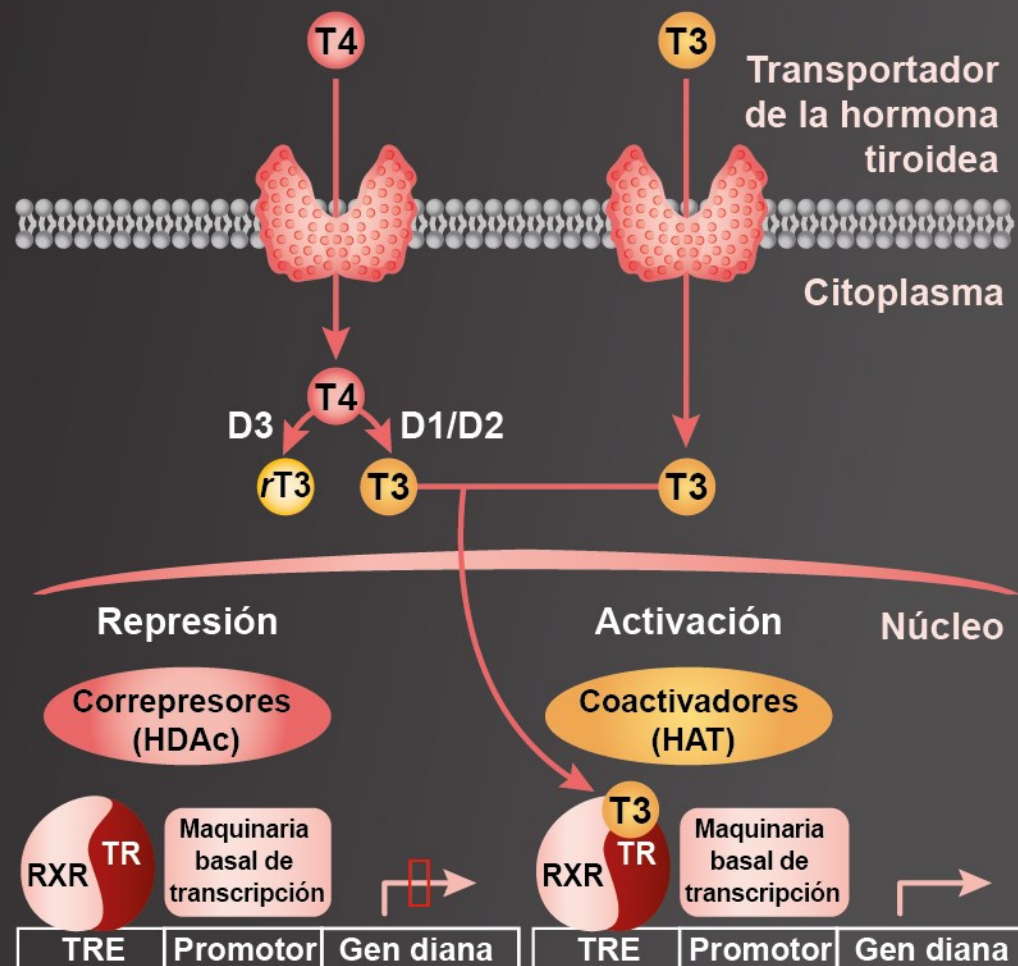 T4
T3
Transportador
de la hormona
tiroidea
Citoplasma
T4
D3
D1/D2
rT3
T3
T3
Represión
Activación
Núcleo
Correpresores
(HDAc)
Coactivadores
(HAT)
RXR
TR
Maquinaria
basal de
transcripción
T3
RXR
TR
Maquinaria
basal de
transcripción
TRE
Promotor
Gen diana
TRE
Promotor
Gen diana